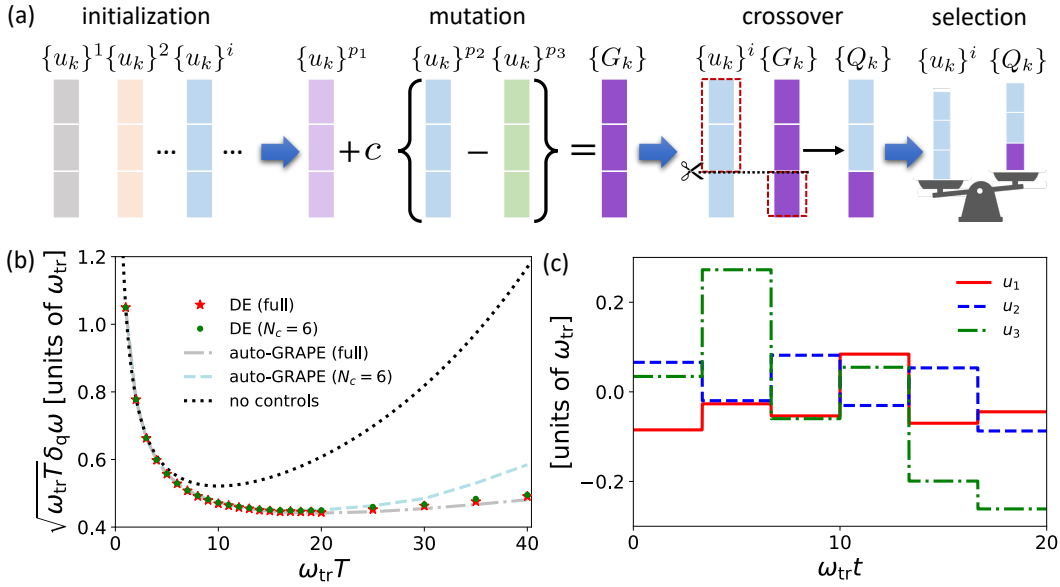 (a) initialization mutation crossover selection
{u_k}^1 {u_k}^2 {u_k}^i {u_k}^{p_1} {u_k}^{p_2} {u_k}^{p_3} {G_k} {u_k}^i {G_k} {Q_k} {u_k}^i {Q_k}
... ... +c { − } =
(b)
√ω_tr T δ_q ω [units of ω_tr]
1.2
1.0
0.8
0.6
0.4
DE (full)
DE (N_c = 6)
auto-GRAPE (full)
auto-GRAPE (N_c = 6)
no controls
0 10 20 30 40
ω_tr T
(c)
[units of ω_tr]
0.2
0.0
−0.2
u_1
u_2
u_3
0 10 20
ω_tr t